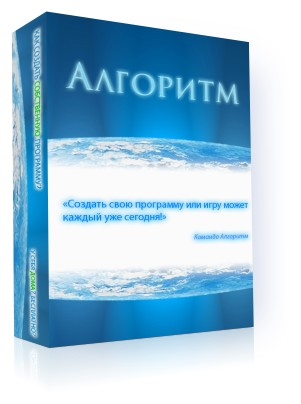 Алгоритм
«Создать свою программу или игру может
каждый уже сегодня!»
Команда Алгоритм